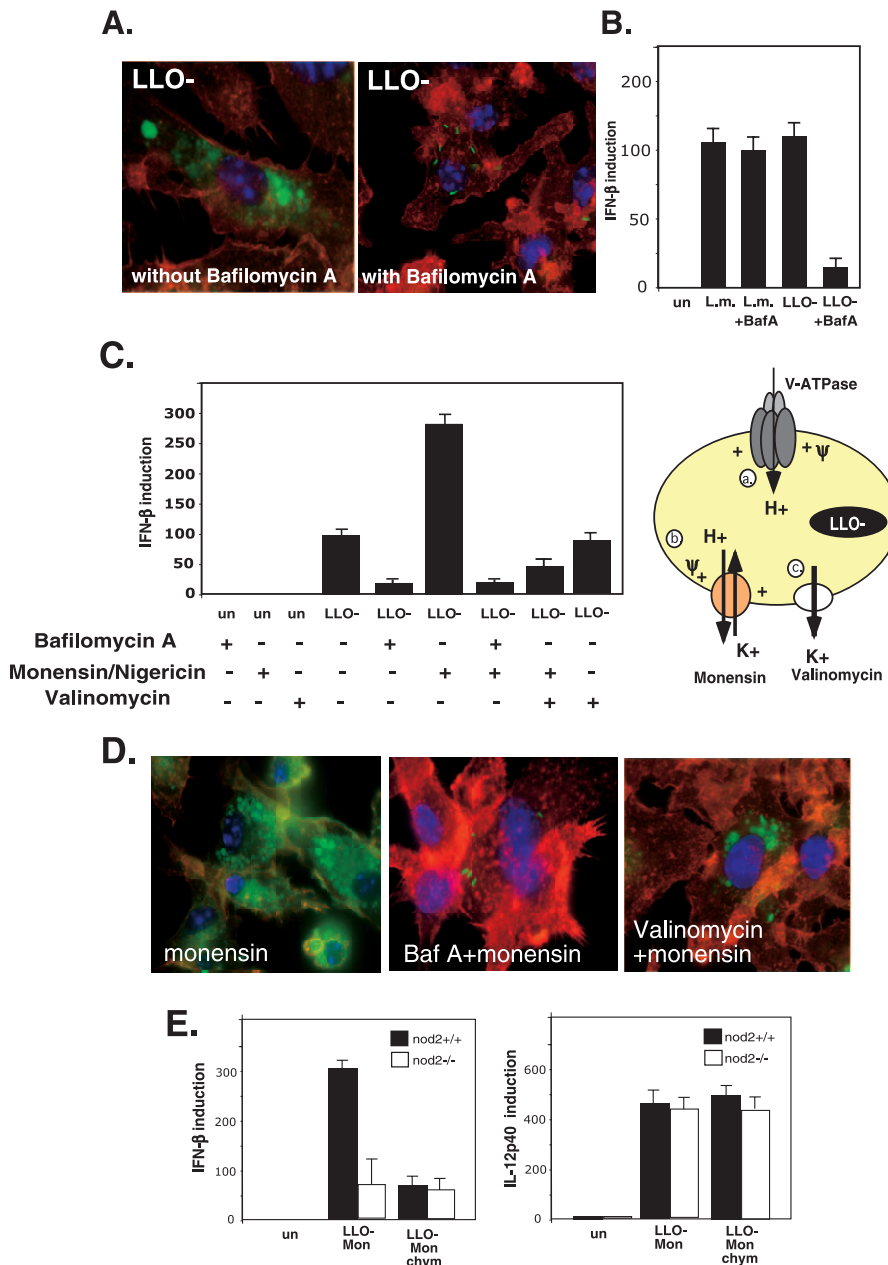 A.
LLO-
without Bafilomycin A
LLO-
with Bafilomycin A
B.
IFN-β induction
200
100
50
0
un
L.m.
L.m.
+BafA
LLO-
LLO-
+BafA
C.
IFN-β induction
300
200
100
50
0
un un un LLO- LLO- LLO- LLO- LLO- LLO-
Bafilomycin A + - - - + - + - -
Monensin/Nigericin - + - - - + + + -
Valinomycin - - + - - - - + +
V-ATPase
+ + Ψ
a.
H+
LLO-
b
H+
Ψ+
+
c.
K+
K+
Monensin
Valinomycin
D.
monensin
Baf A+monensin
Valinomycin
+monensin
E.
IFN-β induction
300
200
100
0
nod2+/+
nod2-/-
un
LLO-
Mon
LLO-
Mon
chym
IL-12p40 induction
600
400
200
0
nod2+/+
nod2-/-
un
LLO-
Mon
LLO-
Mon
chym